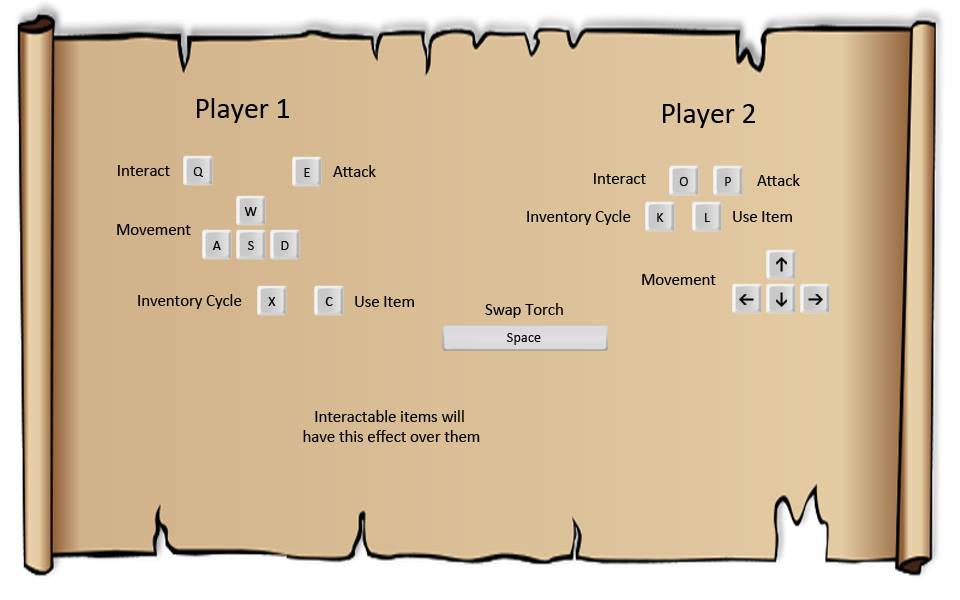 Player 1
Player 2
Interact Q E Attack
W
Movement
A S D
Inventory Cycle X C Use Item
Interact O P Attack
Inventory Cycle K L Use Item
Movement ↑
← ↓ →
Swap Torch
Space
Interactable items will
have this effect over them